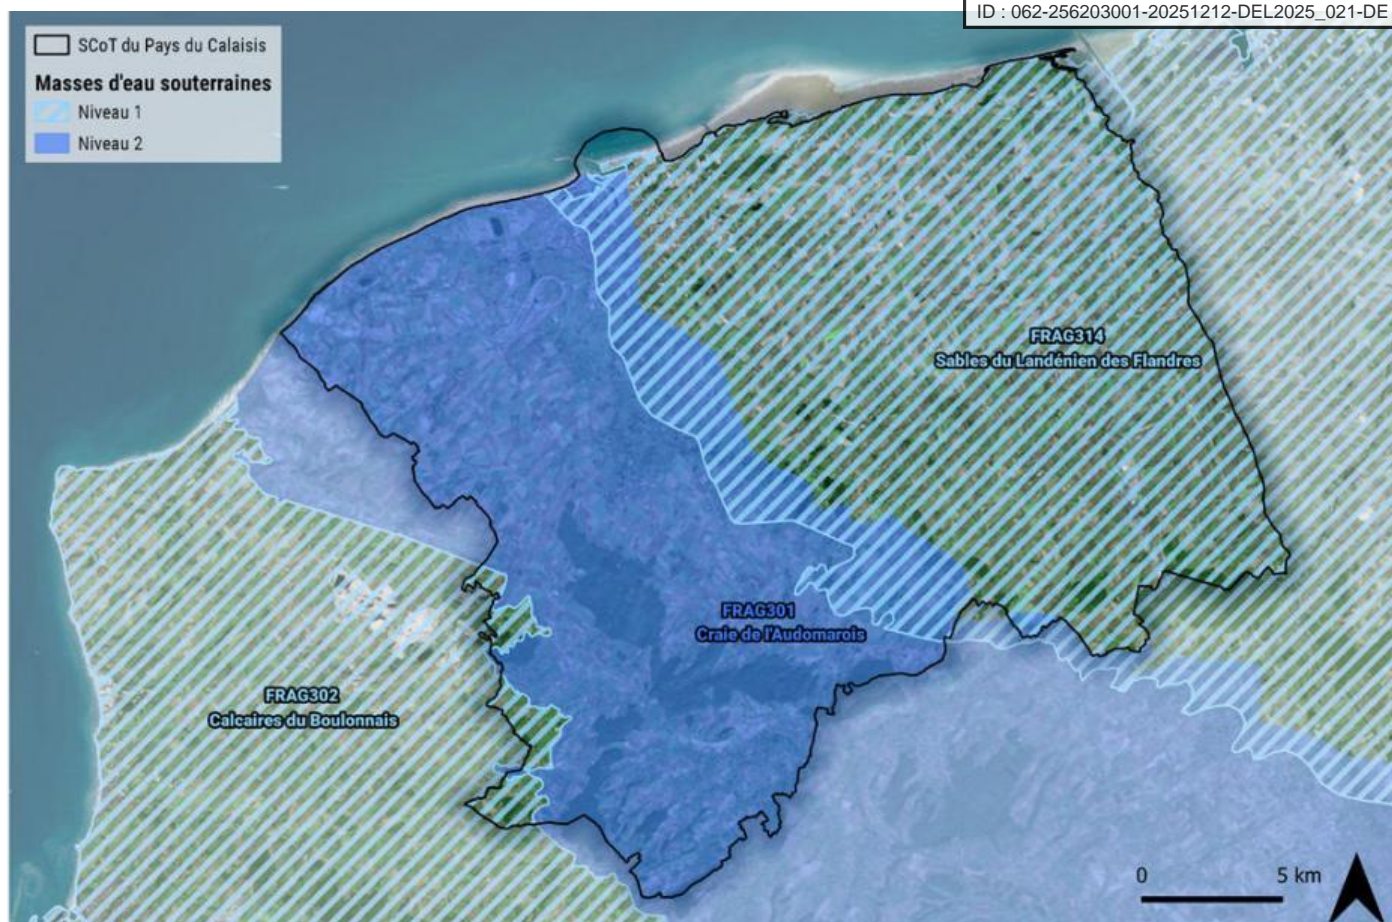 ID : 062-256203001-20251212-DEL2025_021-DE
SCoT du Pays du Calaisis
Masses d'eau souterraines
Niveau 1
Niveau 2
FRAG314
Sables du Landénien des Flandres
FRAG301
Craie de l'Audomarois
FRAG302
Calcaires du Boulonnais
0 5 km